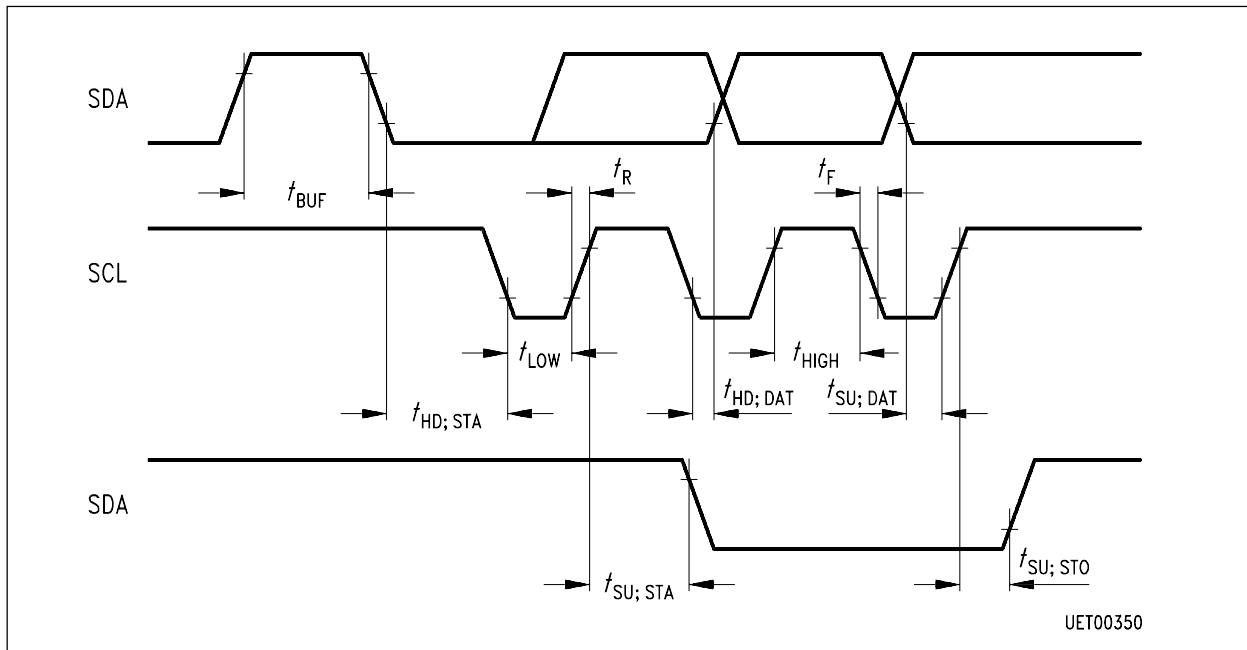 SDA
tBUF
tR
tF
SCL
tLOW
tHIGH
tHD; STA
tHD; DAT
tSU; DAT
SDA
tSU; STA
tSU; STO
UET00350